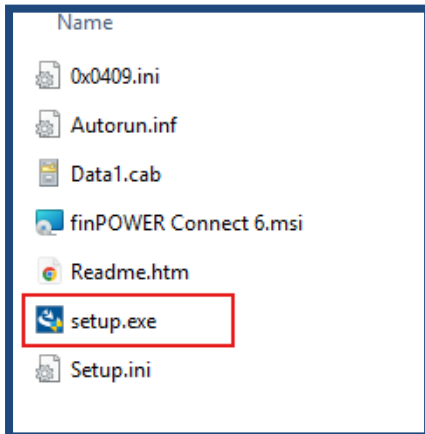 Name
0x0409.ini
Autorun.inf
Data1.cab
finPOWER Connect 6.msi
Readme.htm
setup.exe
Setup.ini